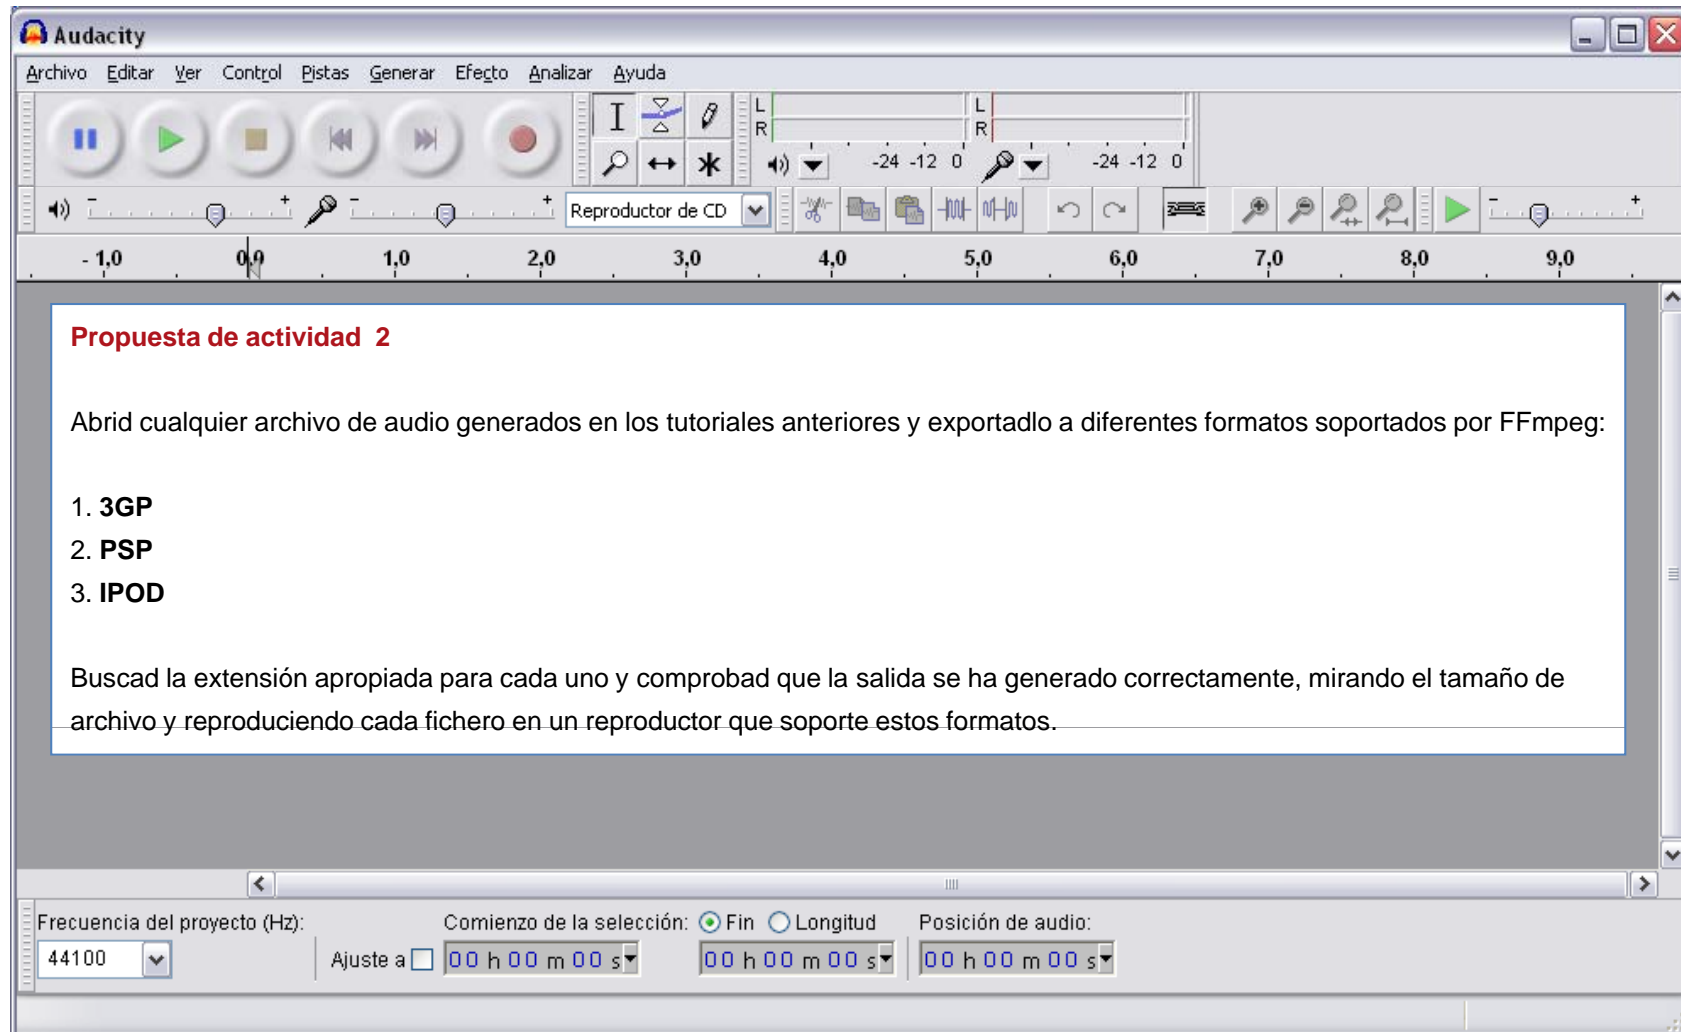 Audacity
Archivo Editar Ver Control Pistas Generar Efecto Analizar Ayuda
L L
R R
-24 -12 0 -24 -12 0
- + - + Reproductor de CD - +
- 1,0 0,0 1,0 2,0 3,0 4,0 5,0 6,0 7,0 8,0 9,0
Propuesta de actividad 2
Abrid cualquier archivo de audio generados en los tutoriales anteriores y exportadlo a diferentes formatos soportados por FFmpeg:
1. 3GP
2. PSP
3. IPOD
Buscad la extensión apropiada para cada uno y comprobad que la salida se ha generado correctamente, mirando el tamaño de
archivo y reproduciendo cada fichero en un reproductor que soporte estos formatos.
Frecuencia del proyecto (Hz): Comienzo de la selección: Fin Longitud Posición de audio:
44100 Ajuste a 00 h 00 m 00 s 00 h 00 m 00 s 00 h 00 m 00 s